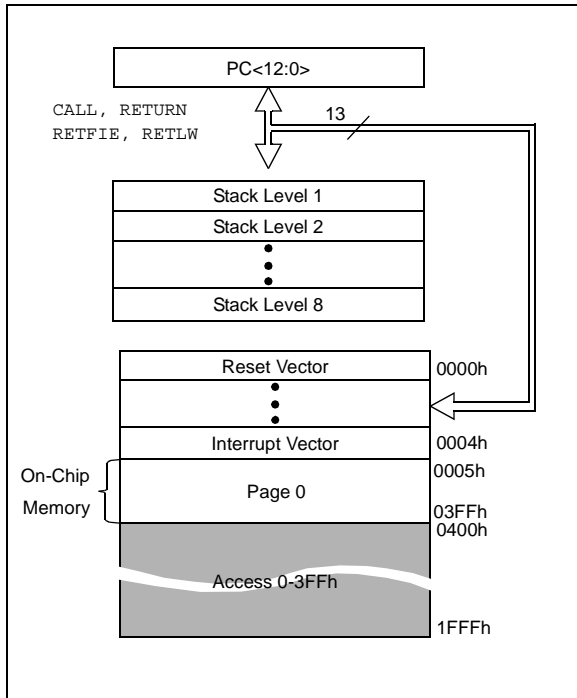 PC<12:0>
CALL, RETURN
RETFIE, RETLW
13
Stack Level 1
Stack Level 2
Stack Level 8
Reset Vector
0000h
Interrupt Vector
0004h
On-Chip
Memory
0005h
Page 0
03FFh
0400h
Access 0-3FFh
1FFFh